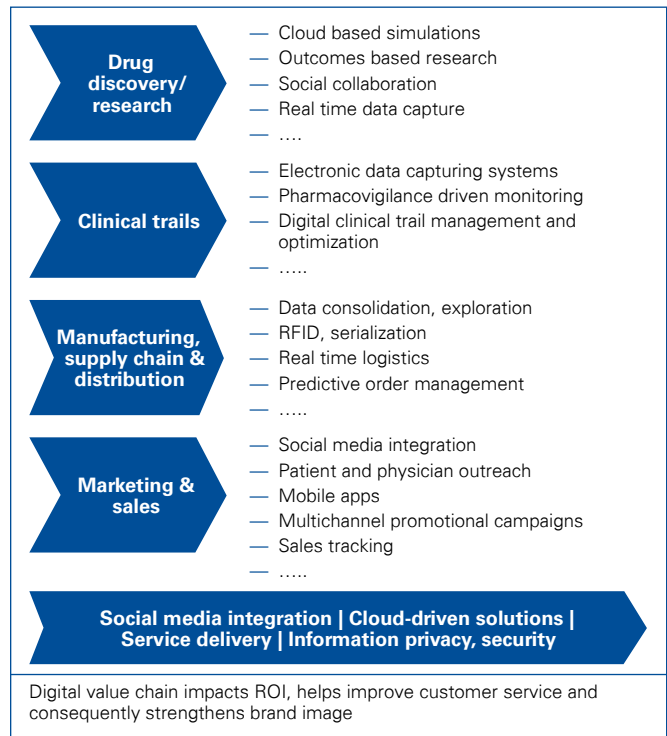 Drug
discovery/
research
— Cloud based simulations
— Outcomes based research
— Social collaboration
— Real time data capture
— ....
Clinical trails
— Electronic data capturing systems
— Pharmacovigilance driven monitoring
— Digital clinical trail management and
optimization
— .....
Manufacturing,
supply chain &
distribution
— Data consolidation, exploration
— RFID, serialization
— Real time logistics
— Predictive order management
— .....
Marketing &
sales
— Social media integration
— Patient and physician outreach
— Mobile apps
— Multichannel promotional campaigns
— Sales tracking
— .....
Social media integration | Cloud-driven solutions |
Service delivery | Information privacy, security
Digital value chain impacts ROI, helps improve customer service and
consequently strengthens brand image